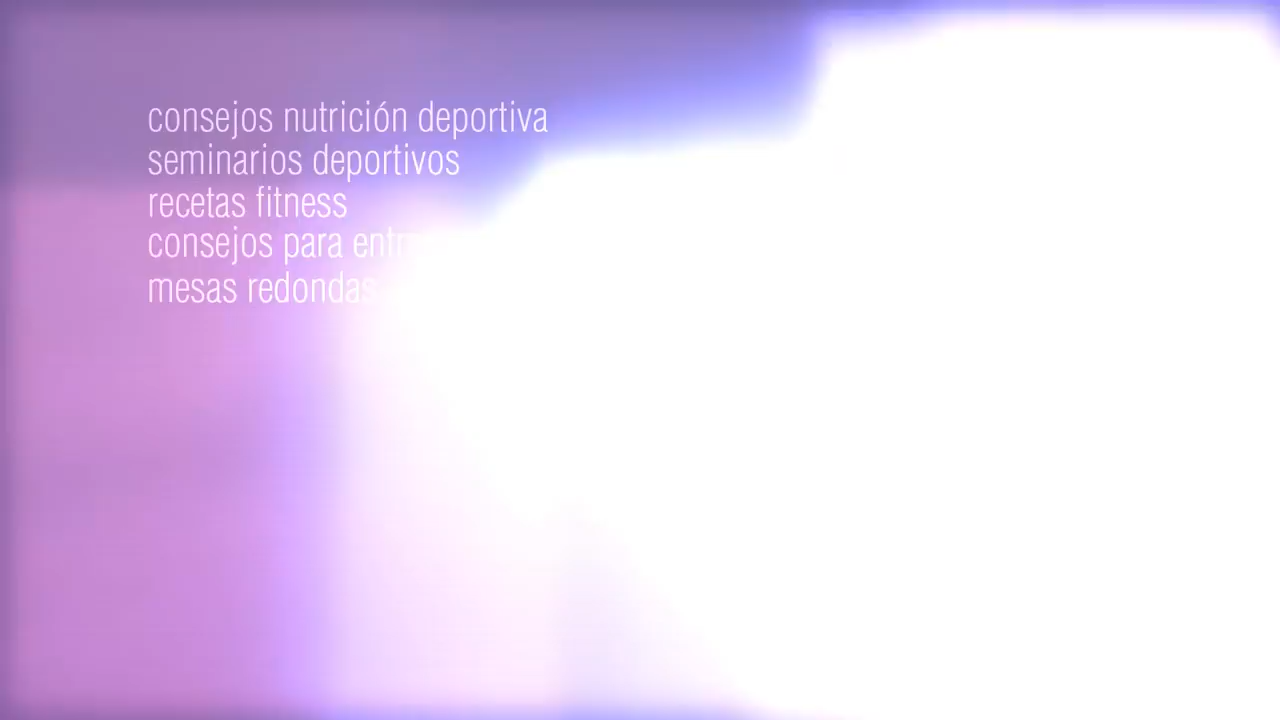 consejos nutrición deportiva
seminarios deportivos
recetas fitness
consejos para
mesas redondas